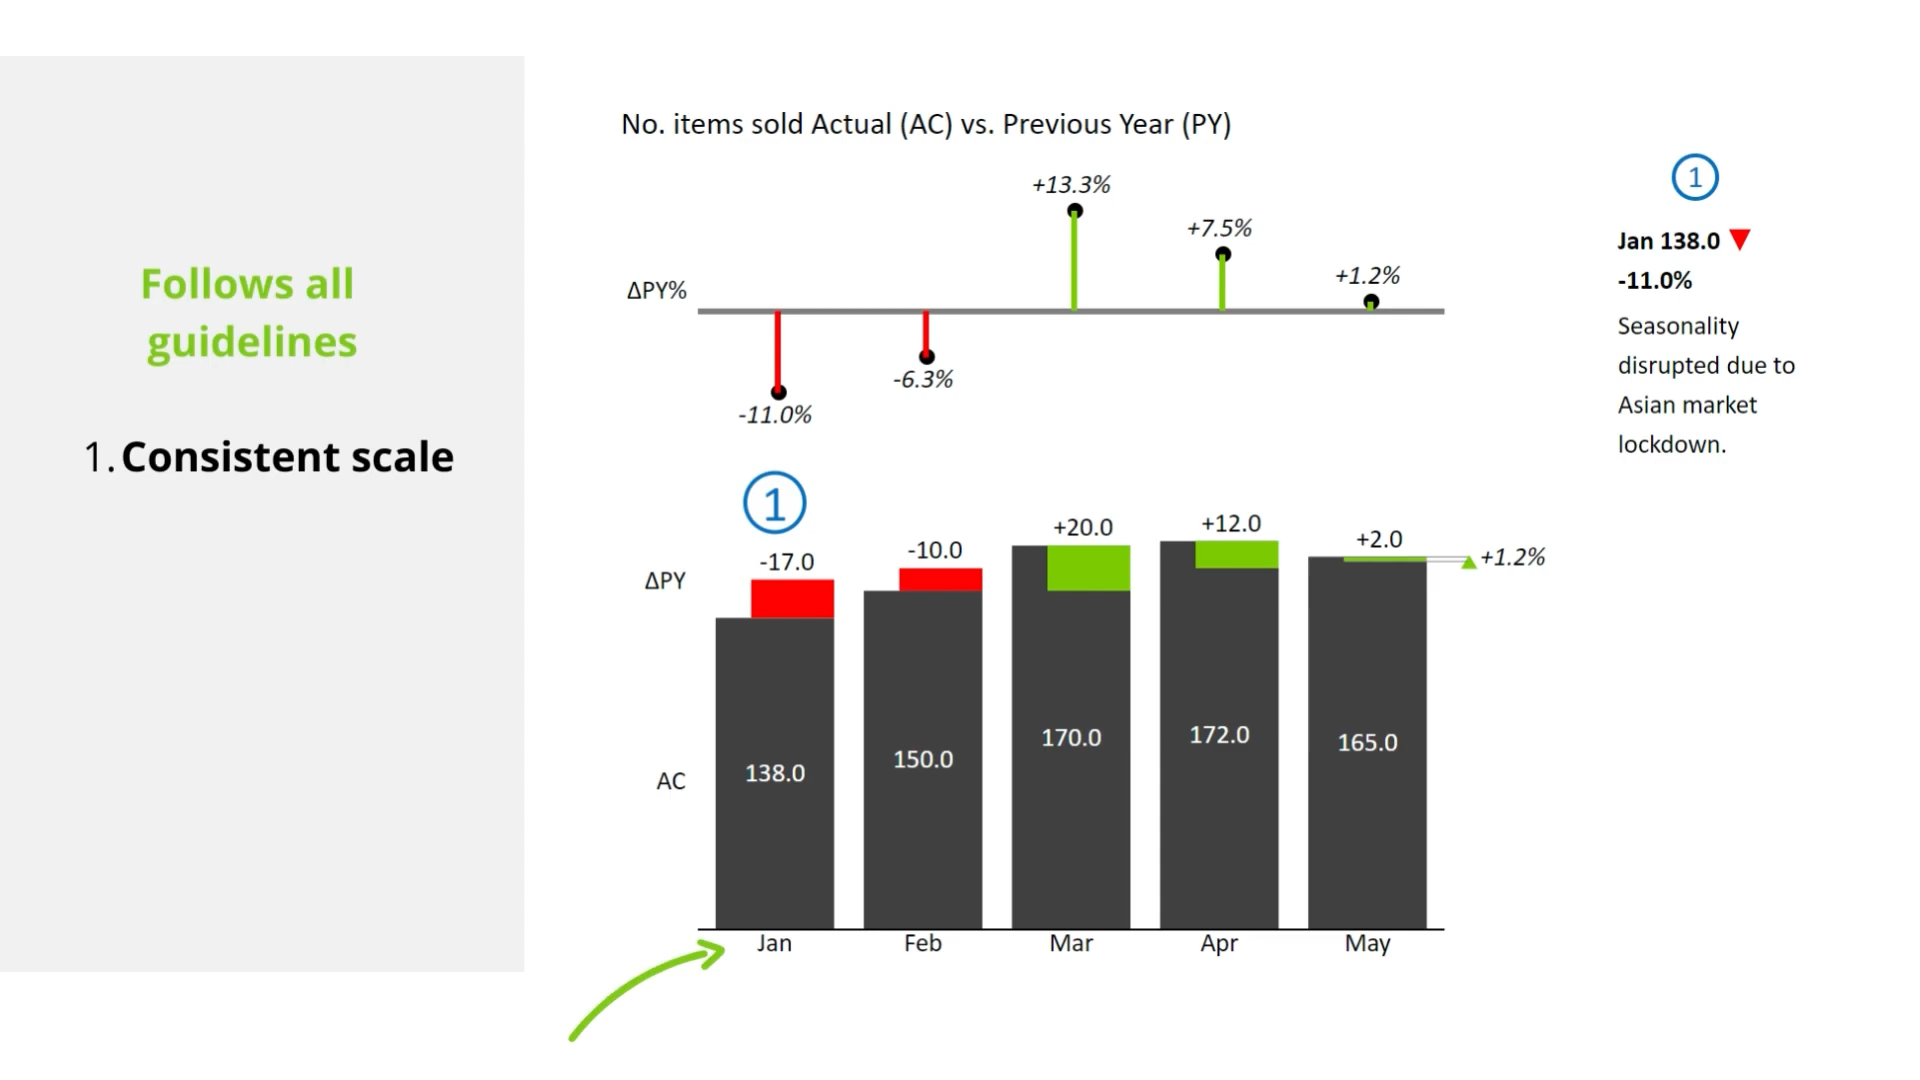 Follows all
guidelines
1. Consistent scale
No. items sold Actual (AC) vs. Previous Year (PY)
+13.3%
+7.5%
+1.2%
ΔPY%
-6.3%
-11.0%
1
-17.0
-10.0
+20.0
+12.0
+2.0
+1.2%
ΔPY
138.0
150.0
170.0
172.0
165.0
AC
Jan
Feb
Mar
Apr
May
1
Jan 138.0
-11.0%
Seasonality
disrupted due to
Asian market
lockdown.